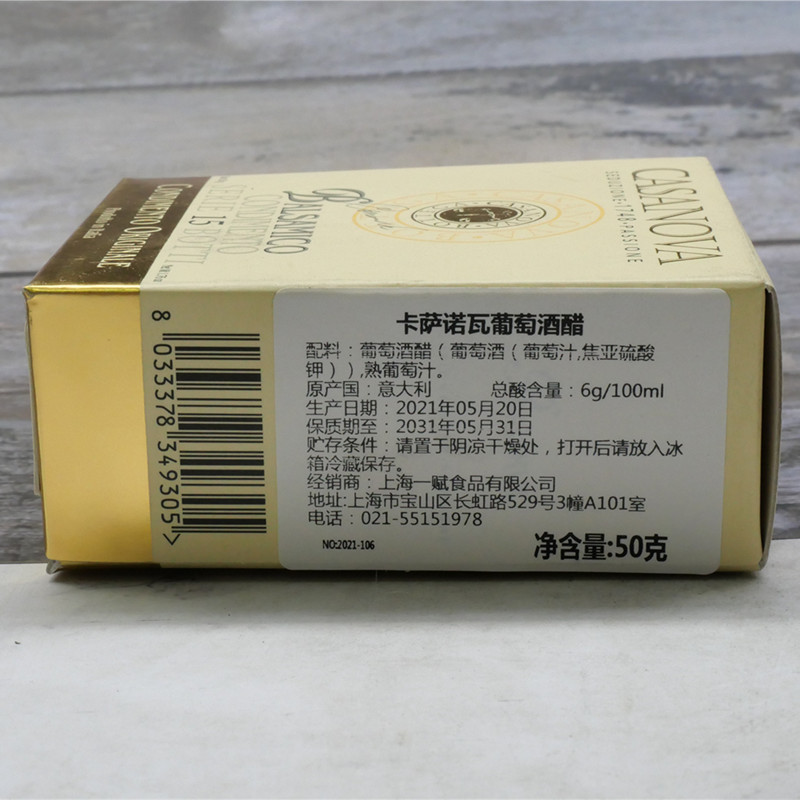 CASANOVA
SEDUZIONE•1748•PASSIONE
BALSAMICO
CONDIMENTO
SERIE 15 BOTTI
CONDIMENTO ORIGINALE
8 033378 349305 >
卡萨诺瓦葡萄酒醋
配料：葡萄酒醋（葡萄酒（葡萄汁,焦亚硫酸
钾））,熟葡萄汁。
原产国：意大利 总酸含量：6g/100ml
生产日期：2021年05月20日
保质期至：2031年05月31日
贮存条件：请置于阴凉干燥处，打开后请放入冰
箱冷藏保存。
经销商：上海一赋食品有限公司
地址:上海市宝山区长虹路529号3幢A101室
电话：021-55151978
NO:2021-106
净含量:50克